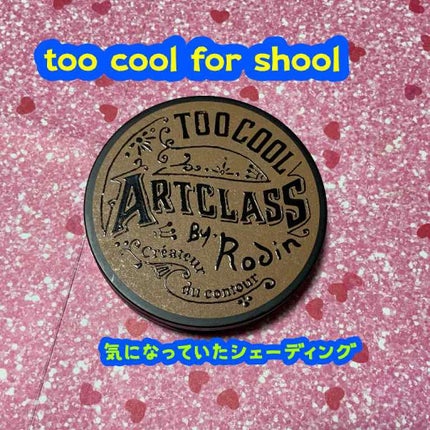 too cool for shool
TOO COOL
ARTCLASS
BY Rodin
Créateur
du contour
気になっていたシェーディング